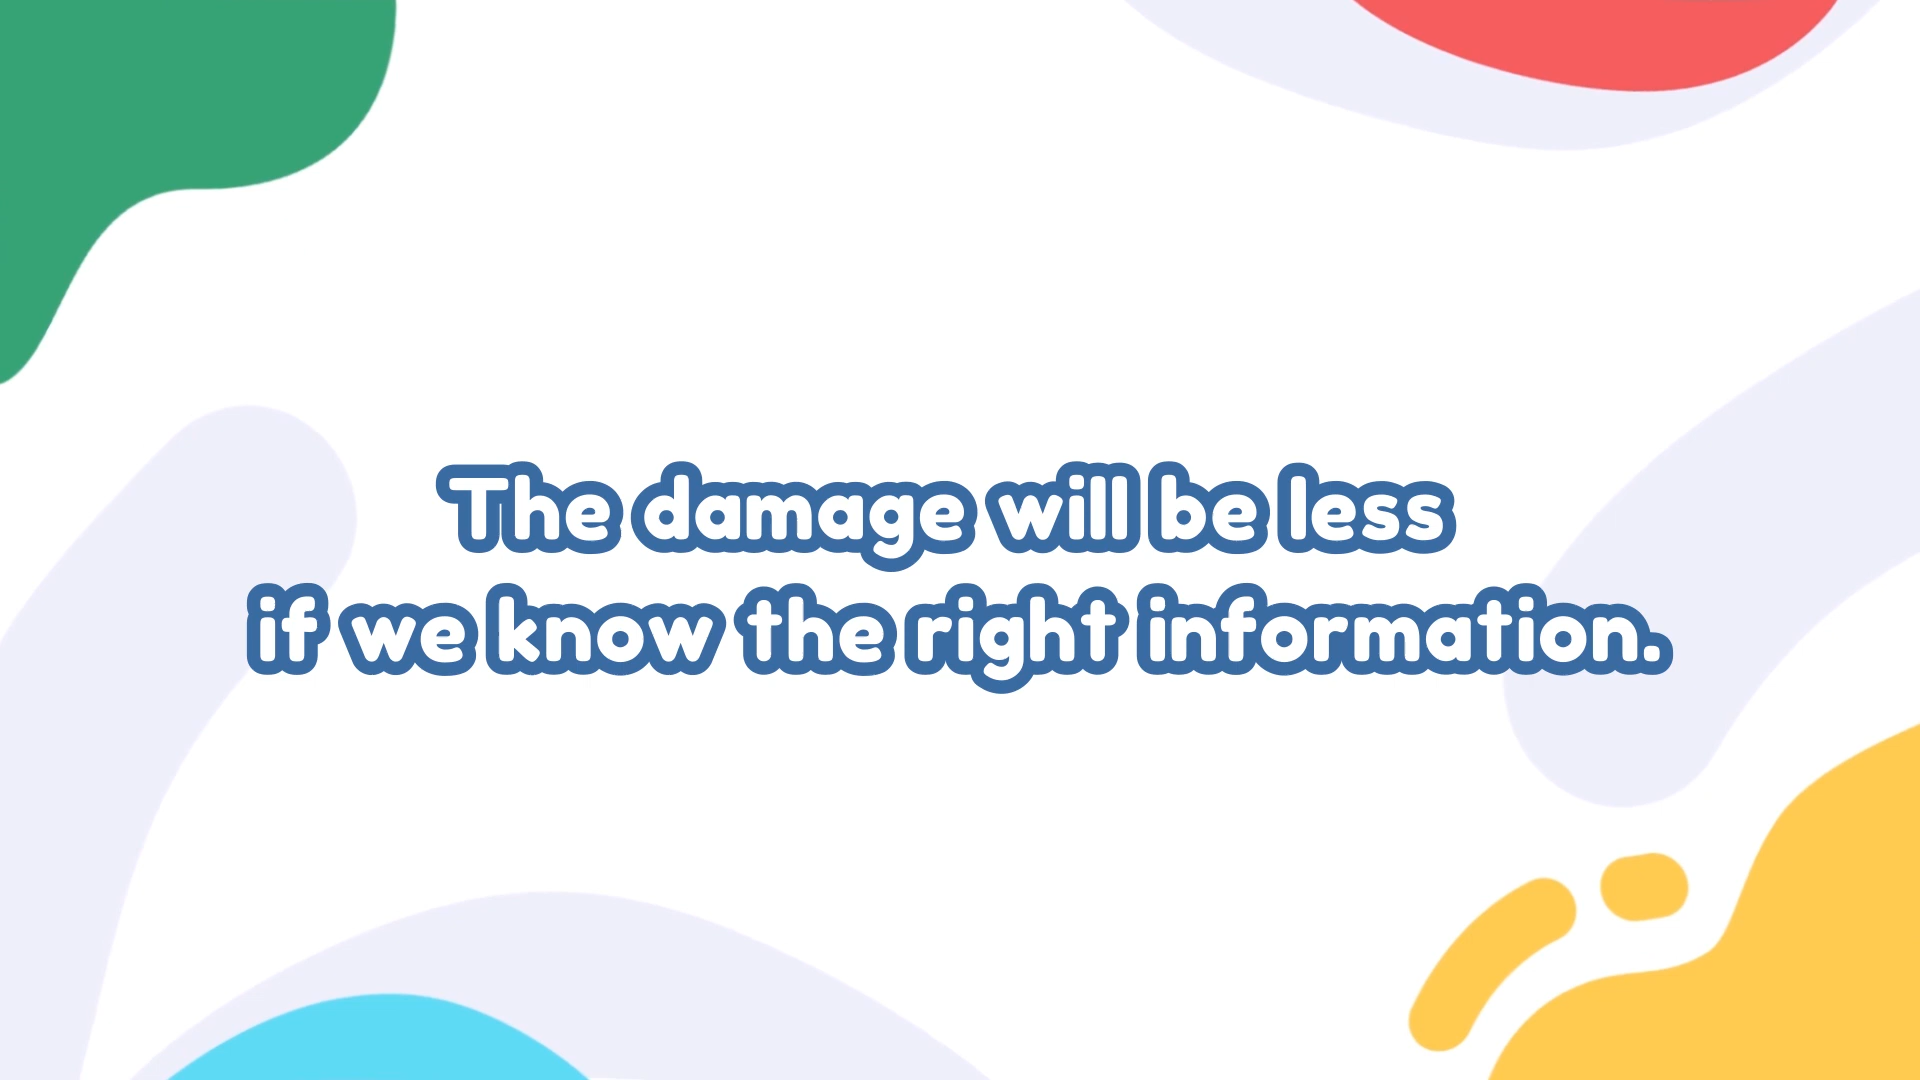 The damage will be less
if we know the right information.